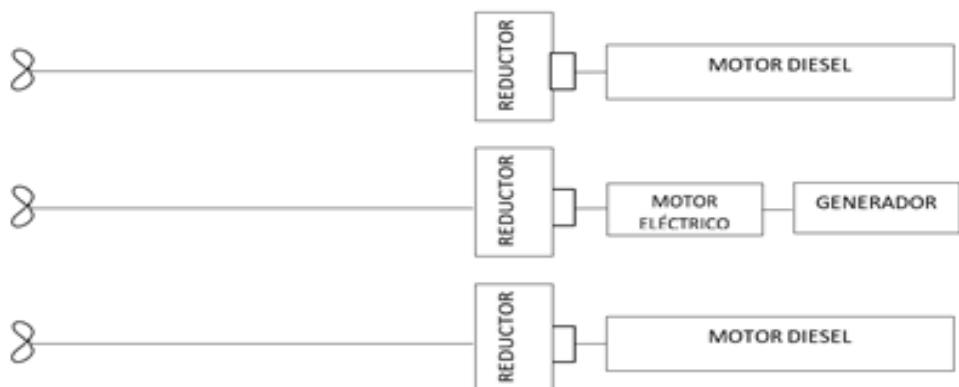 REDUCTOR
MOTOR DIESEL
REDUCTOR
MOTOR
ELÉCTRICO
GENERADOR
REDUCTOR
MOTOR DIESEL